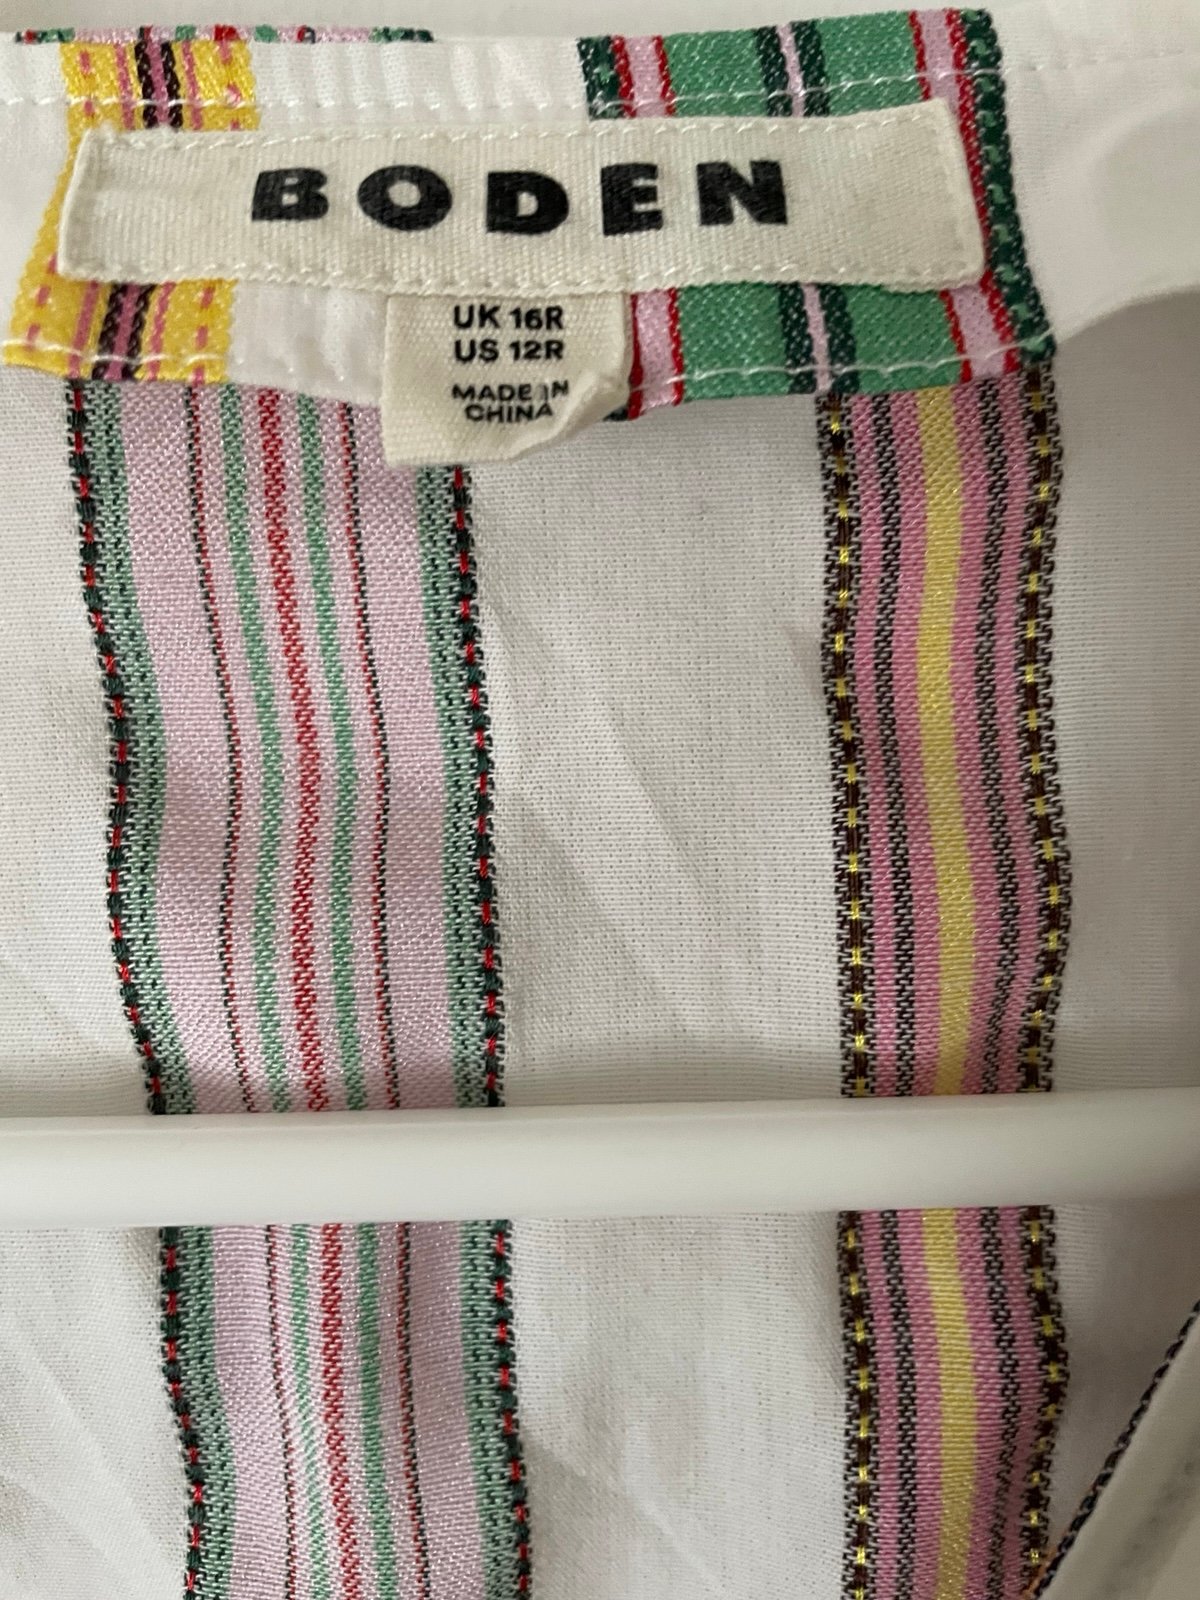 BODEN
UK 16R
US 12R
MADE IN
CHINA